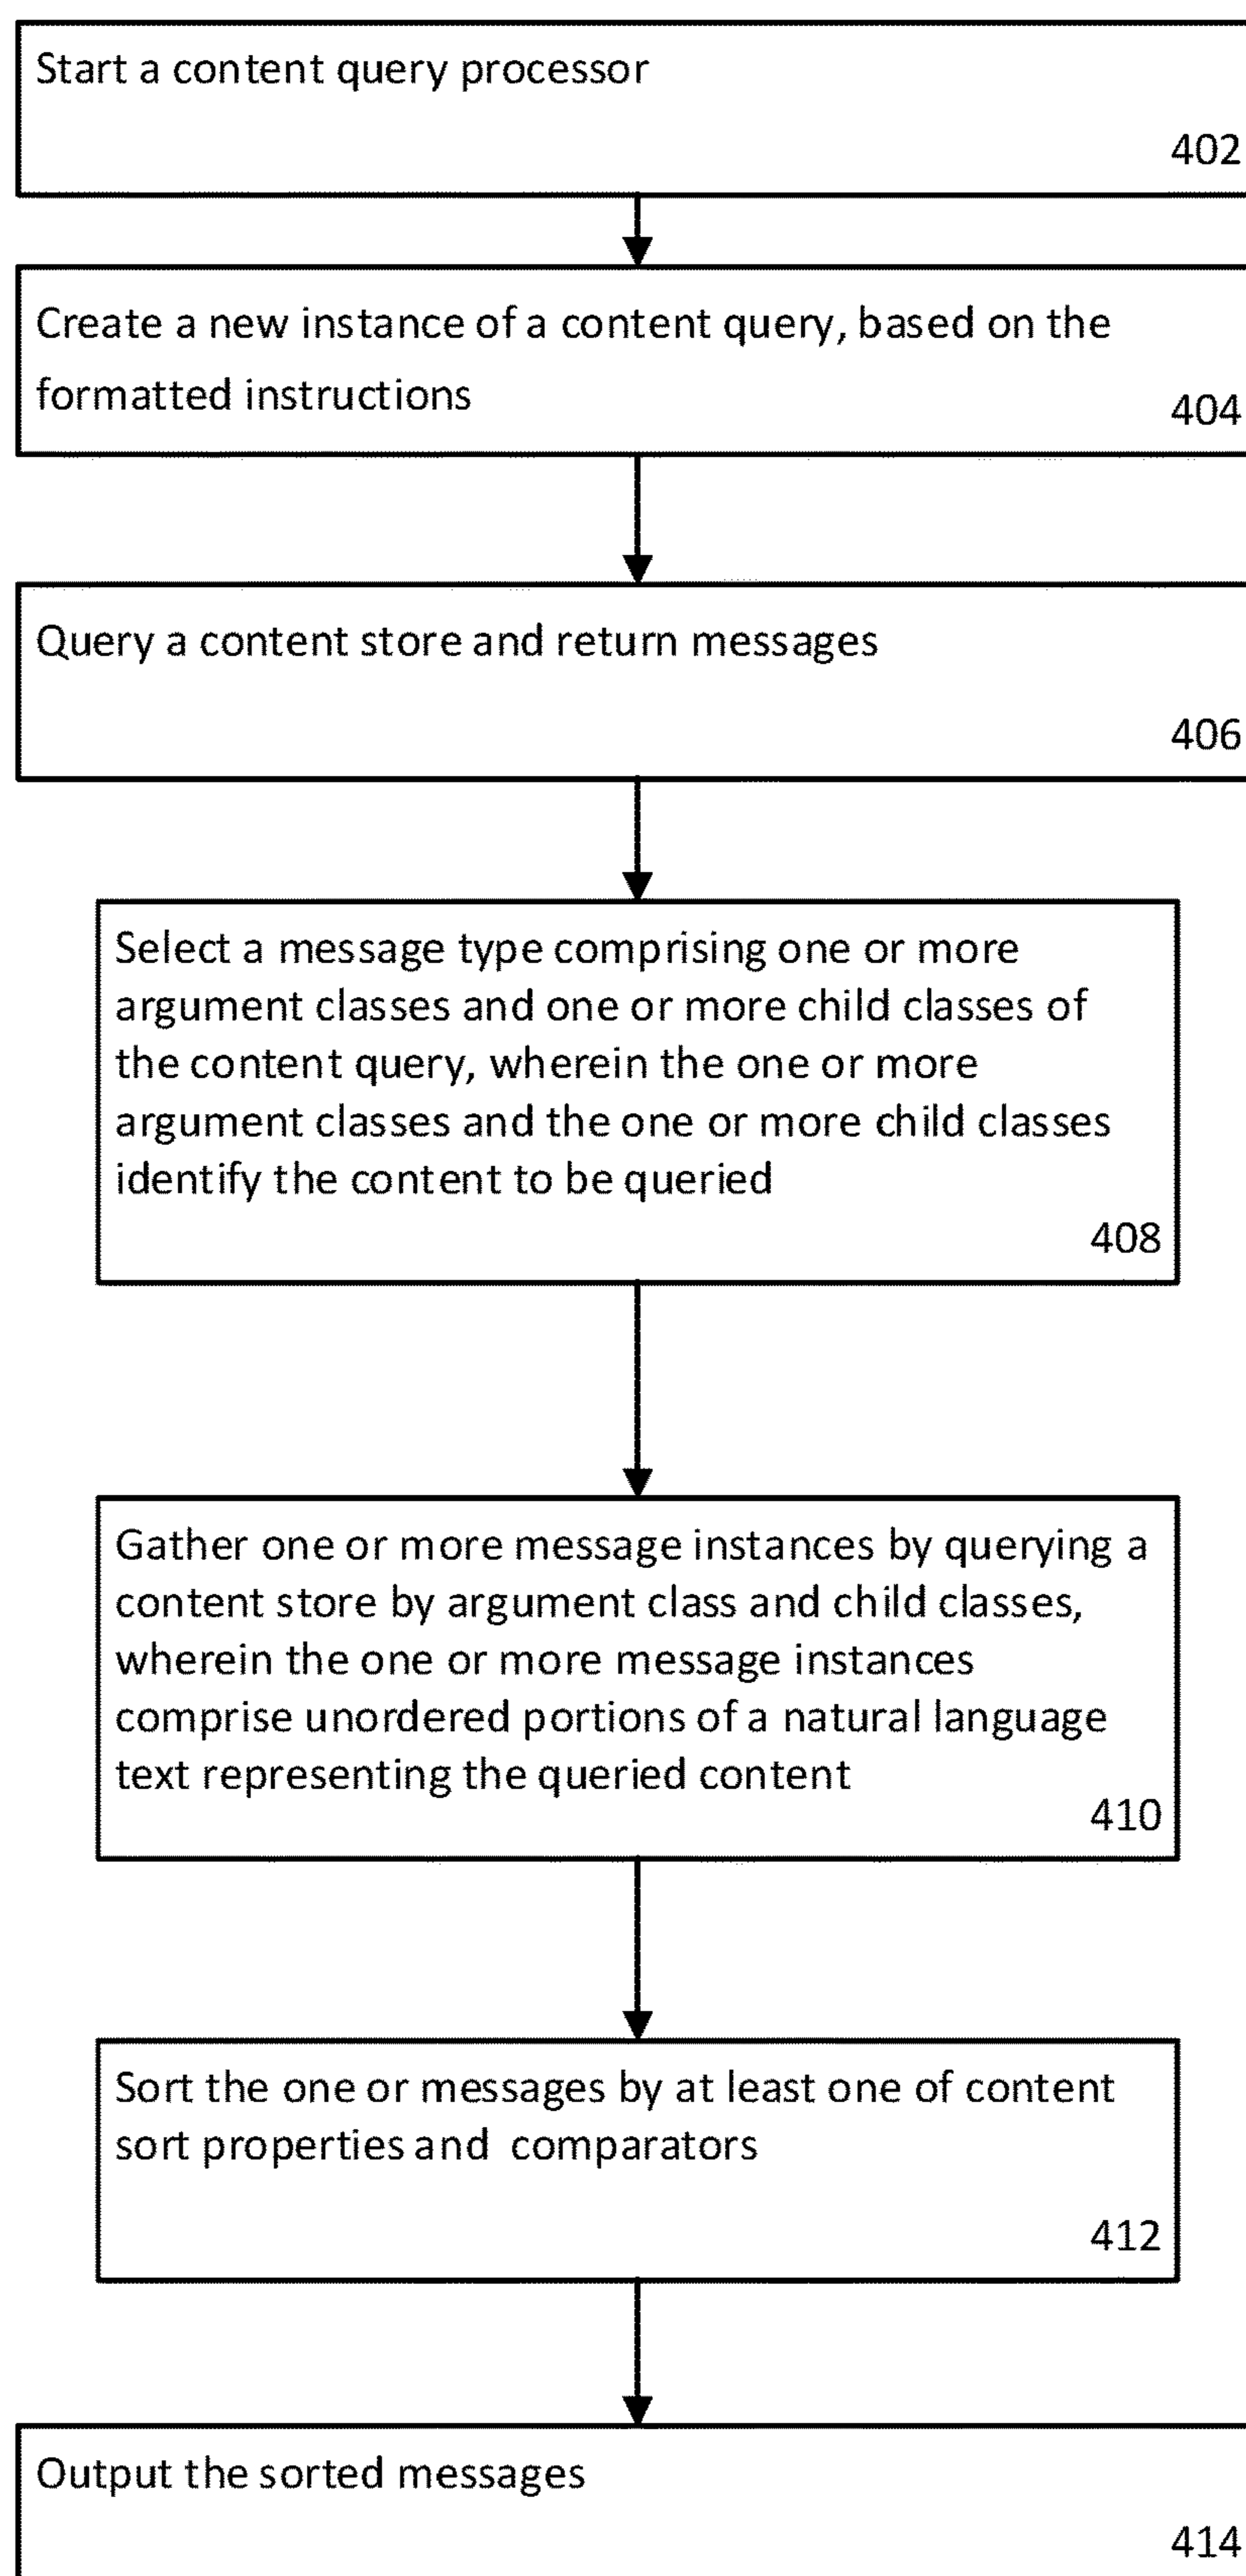 Start a content query processor
402
Create a new instance of a content query, based on the
formatted instructions
404
Query a content store and return messages
406
Select a message type comprising one or more
argument classes and one or more child classes of
the content query, wherein the one or more
argument classes and the one or more child classes
identify the content to be queried
408
Gather one or more message instances by querying a
content store by argument class and child classes,
wherein the one or more message instances
comprise unordered portions of a natural language
text representing the queried content
410
Sort the one or messages by at least one of content
sort properties and comparators
412
Output the sorted messages
414